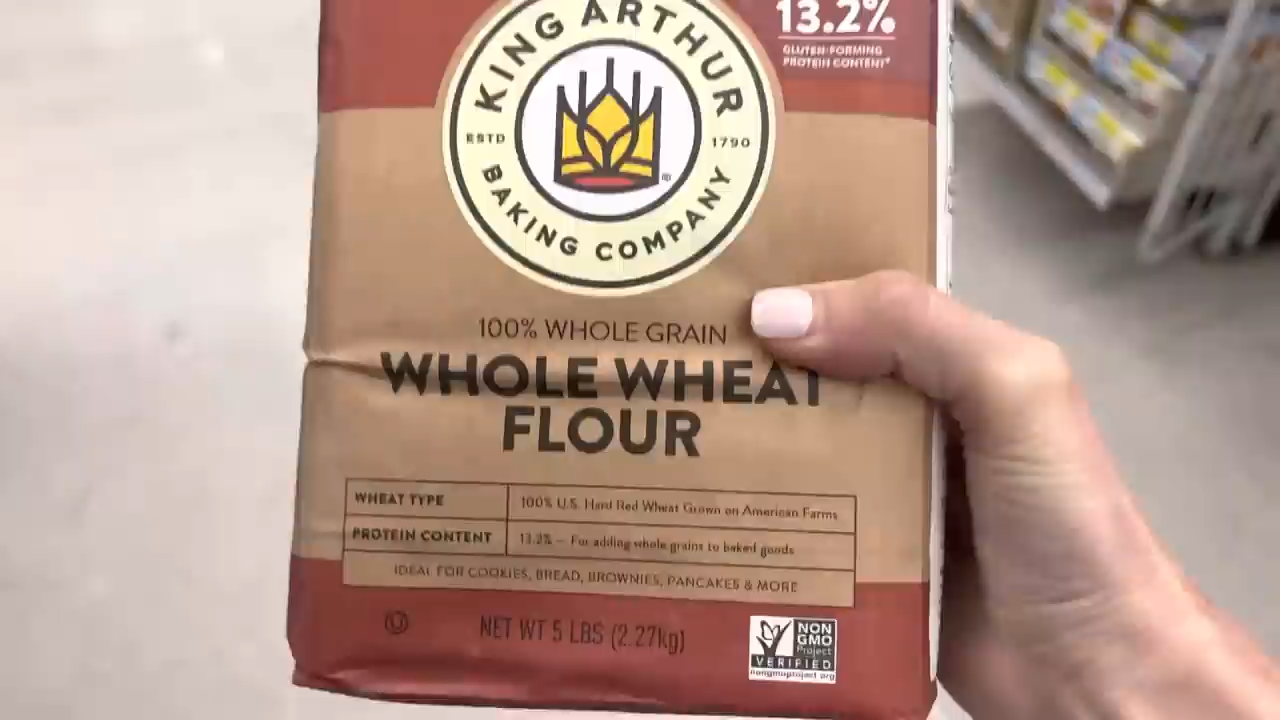 KING ARTHUR
BAKING COMPANY
ESTD 1790
®
13.2%
GLUTEN-FORMING
PROTEIN CONTENT*
100% WHOLE GRAIN
WHOLE WHEAT
FLOUR
WHEAT TYPE 100% U.S. Hard Red Wheat Grown on American Farms
PROTEIN CONTENT 13.2% — For adding whole grains to baked goods
IDEAL FOR COOKIES, BREAD, BROWNIES, PANCAKES & MORE
U
NET WT 5 LBS (2.27kg)
NON
GMO
Project
VERIFIED
nongmoproject.org